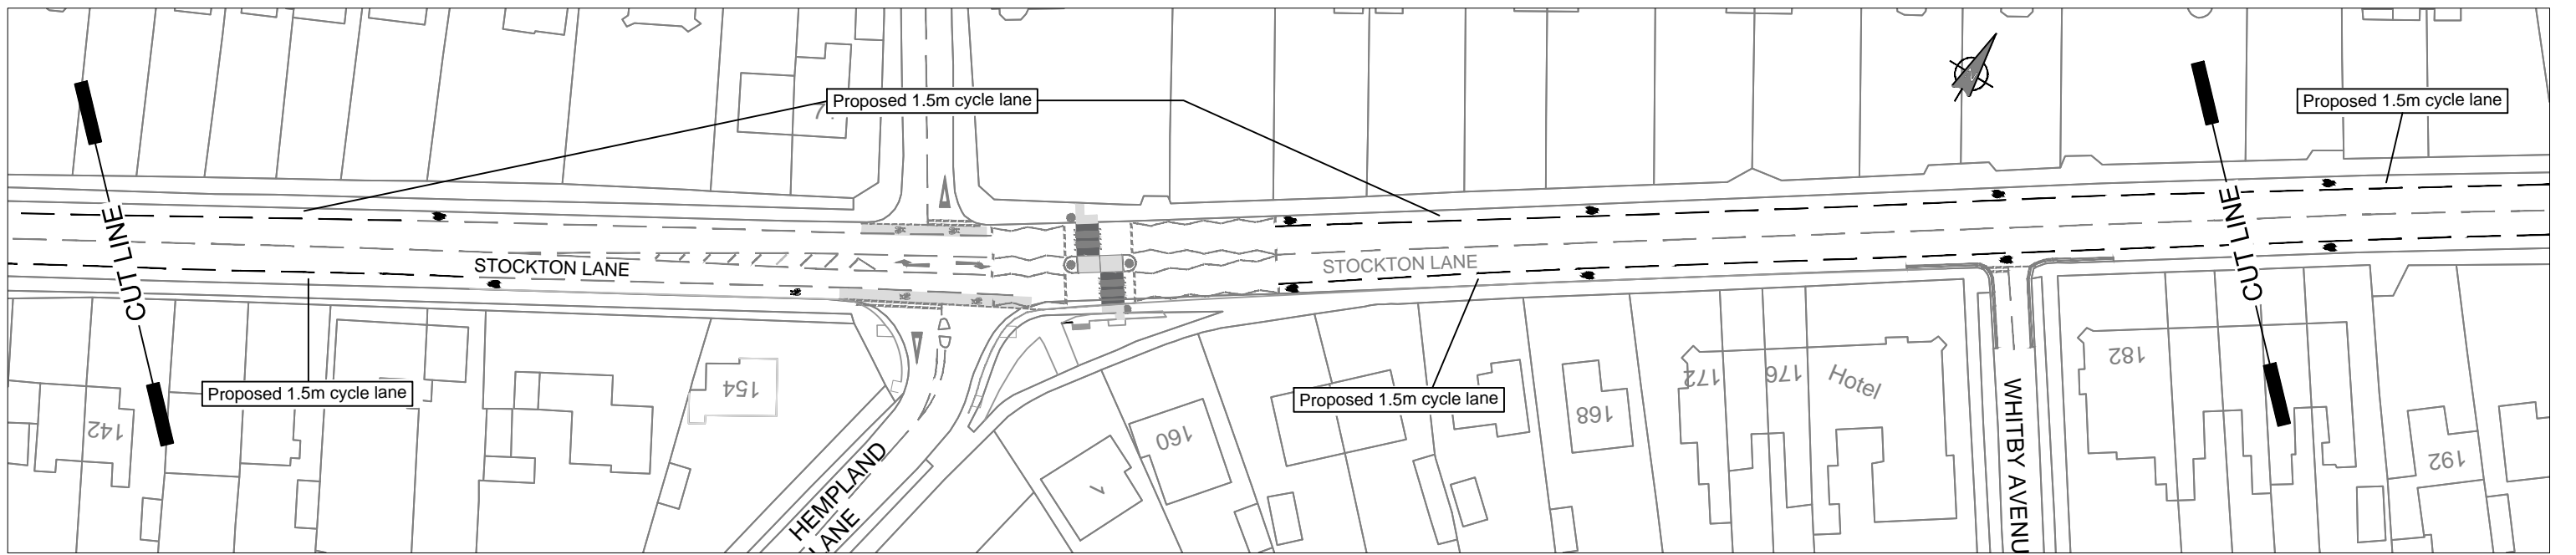 Proposed 1.5m cycle lane
Proposed 1.5m cycle lane
CUT LINE
CUT LINE
STOCKTON LANE
STOCKTON LANE
Proposed 1.5m cycle lane
Proposed 1.5m cycle lane
142
154
160
168
172
176
Hotel
182
192
HEMPLAND
LANE
WHITBY AVENU